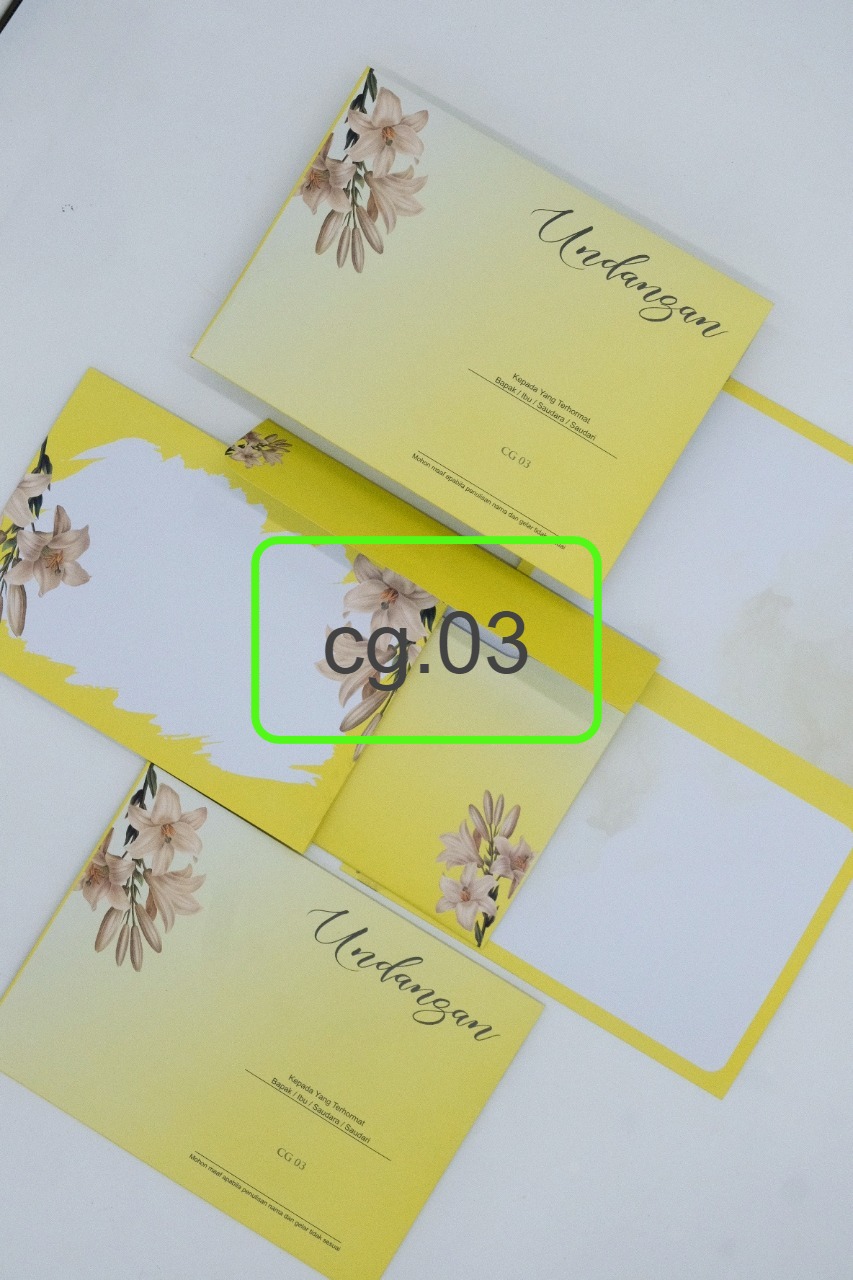 Undangan
Kepada Yang Terhormat
Bapak / Ibu / Saudara / Saudari
CG 03
Mohon maaf apabila penulisan nama dan gelar tidak sesuai
cg.03
Undangan
Kepada Yang Terhormat
Bapak / Ibu / Saudara / Saudari
CG 03
Mohon maaf apabila penulisan nama dan gelar tidak sesuai